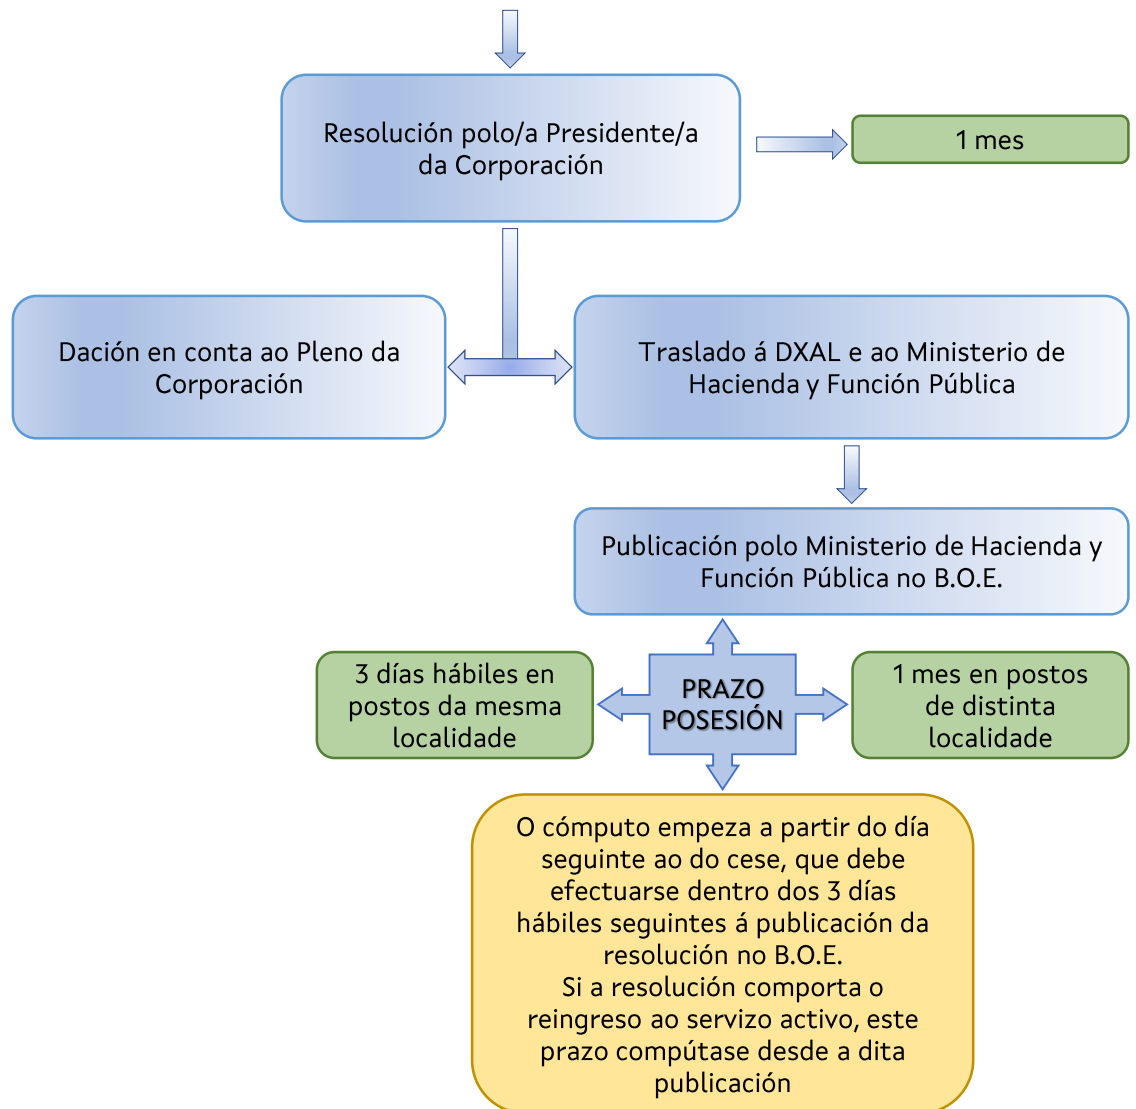 Resolución polo/a Presidente/a
da Corporación
1 mes
Dación en conta ao Pleno da
Corporación
Traslado á DXAL e ao Ministerio de
Hacienda y Función Pública
Publicación polo Ministerio de Hacienda y
Función Pública no B.O.E.
3 días hábiles en
postos da mesma
localidade
PRAZO
POSESIÓN
1 mes en postos
de distinta
localidade
O cómputo empeza a partir do día
seguinte ao do cese, que debe
efectuarse dentro dos 3 días
hábiles seguintes á publicación da
resolución no B.O.E.
Si a resolución comporta o
reingreso ao servizo activo, este
prazo compútase desde a dita
publicación